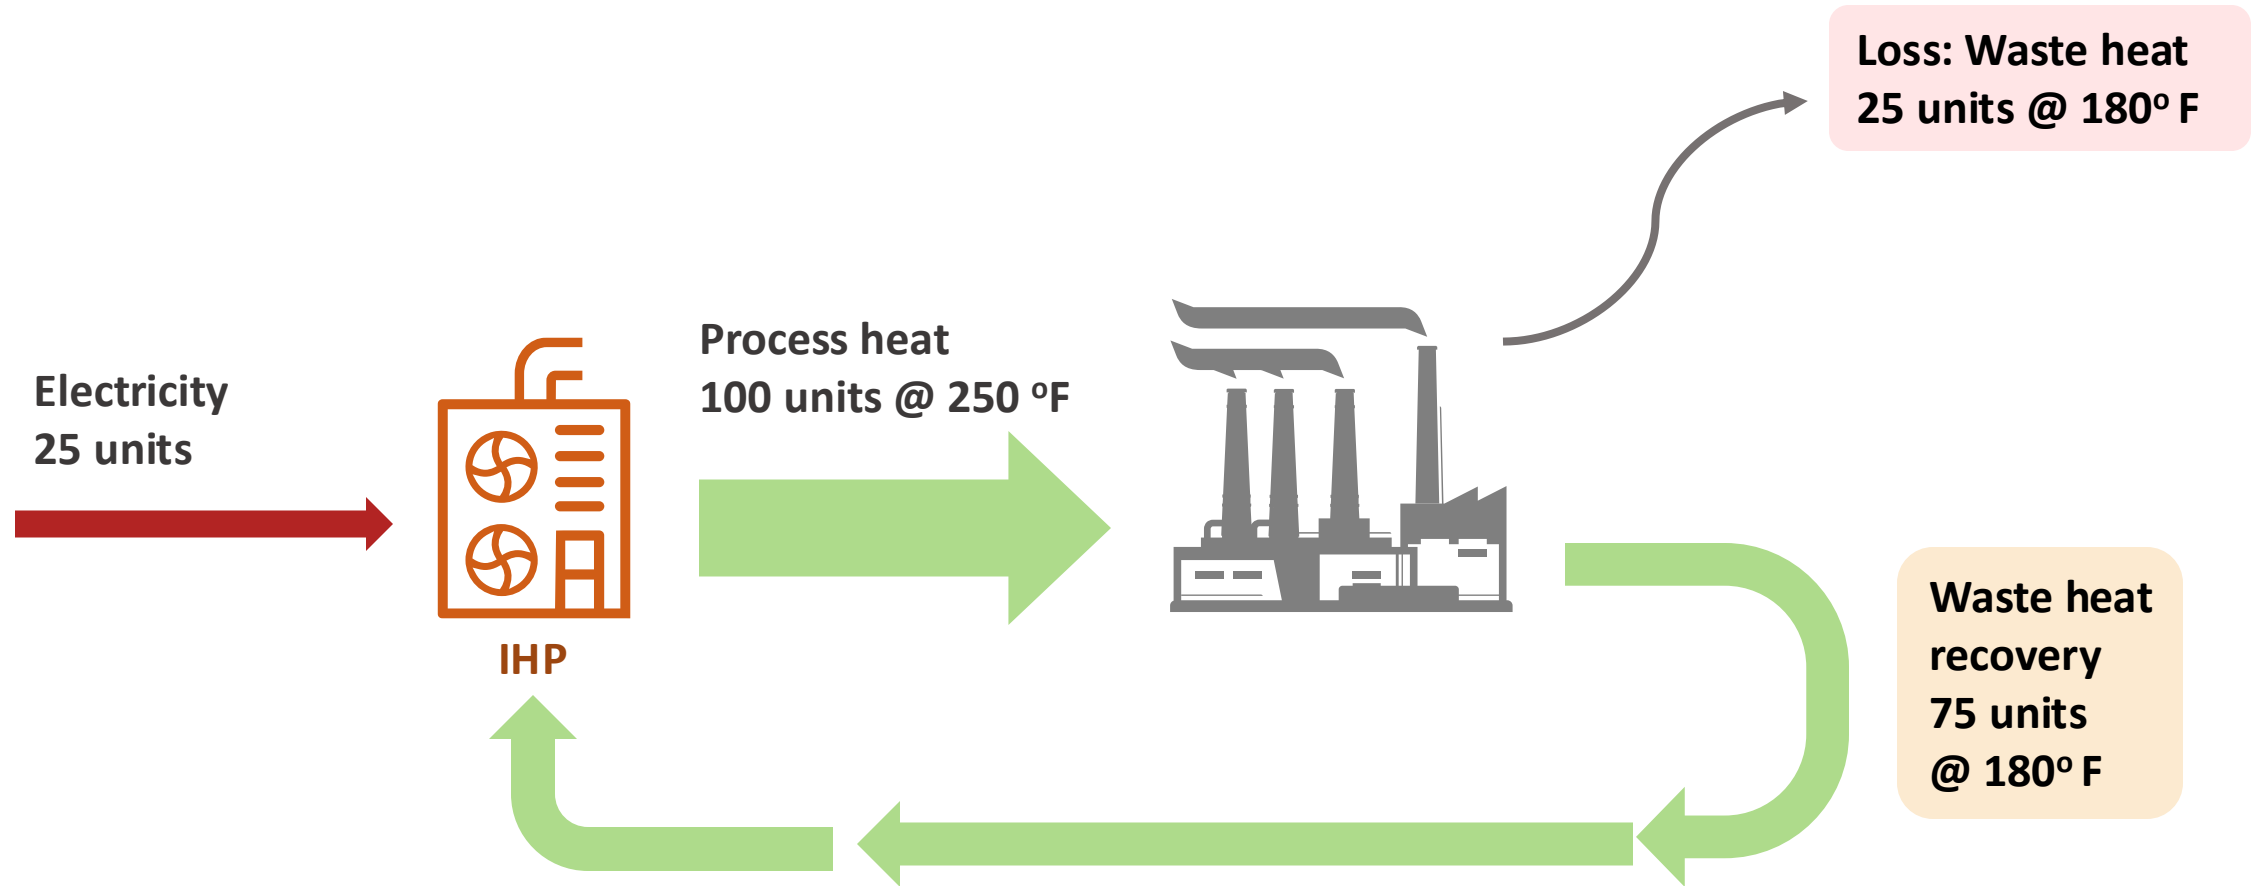 Loss: Waste heat
25 units @ 180º F
Process heat
100 units @ 250 ºF
Electricity
25 units
IHP
Waste heat
recovery
75 units
@ 180º F